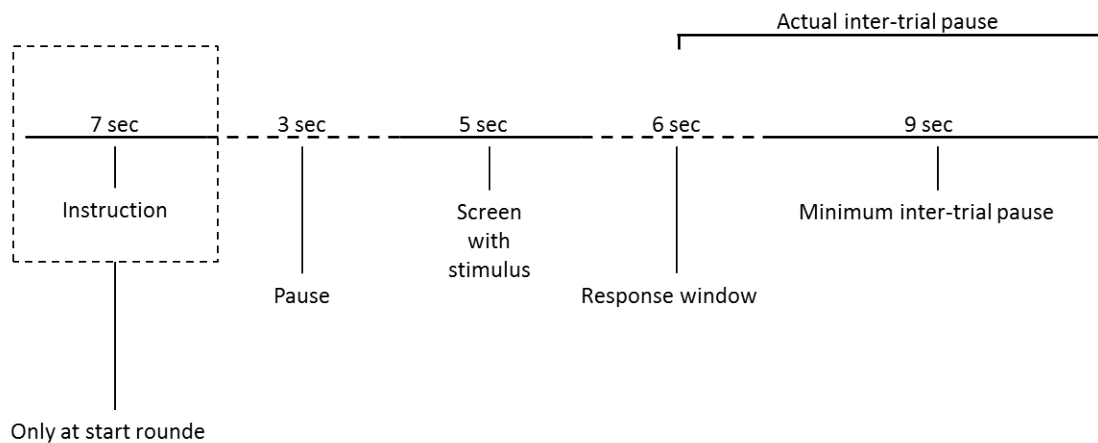 Actual inter-trial pause
7 sec
3 sec
5 sec
6 sec
9 sec
Instruction
Screen
with
stimulus
Minimum inter-trial pause
Pause
Response window
Only at start rounde